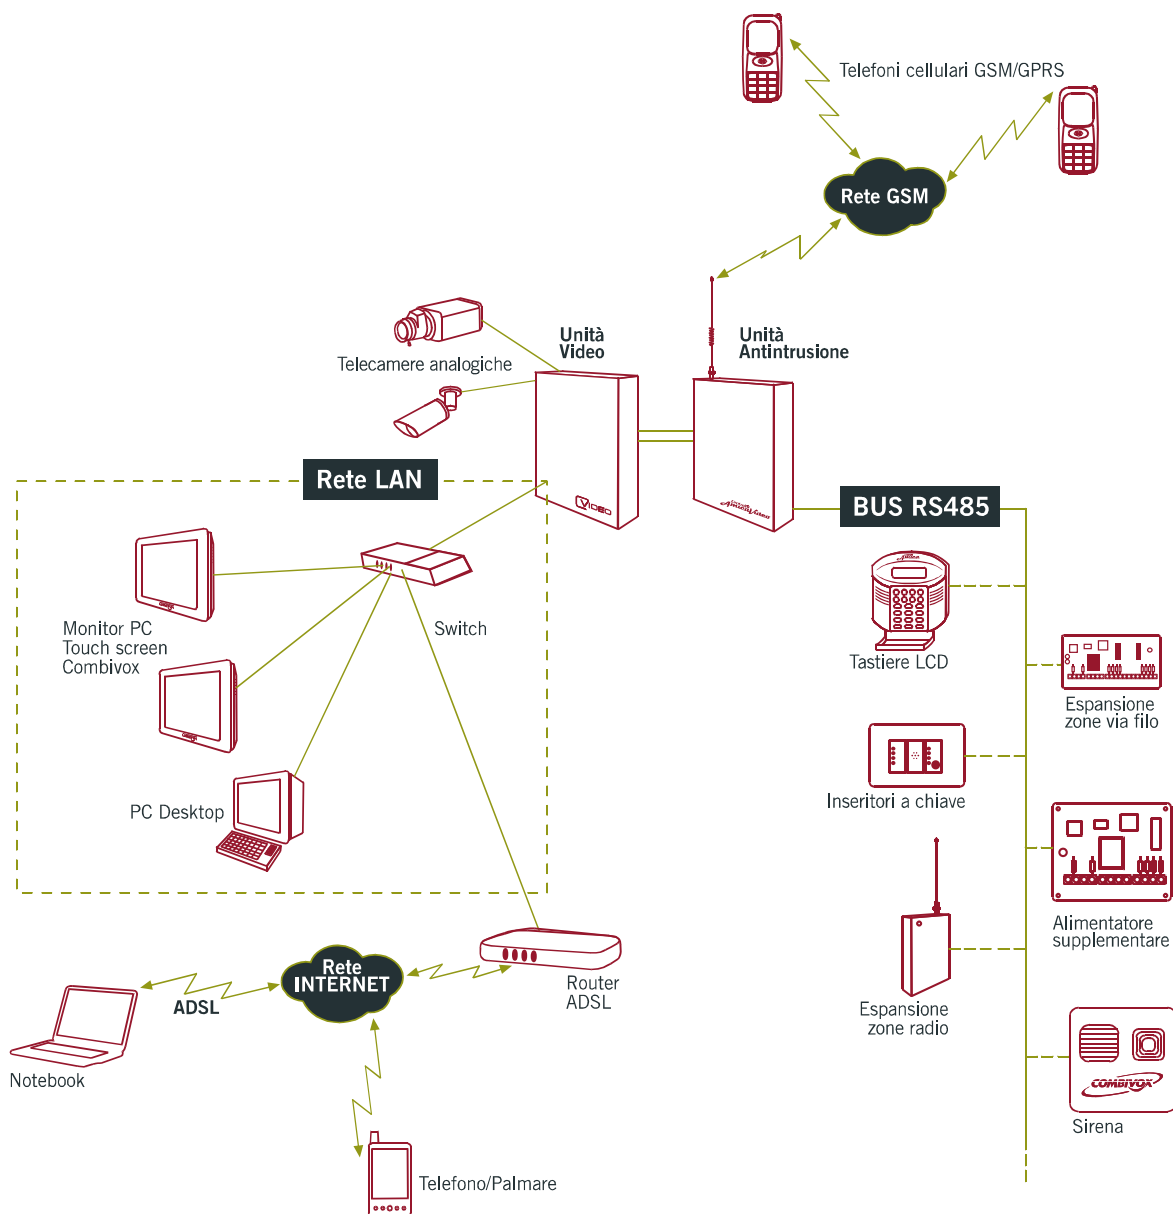 Telefoni cellulari GSM/GPRS
Rete GSM
Unità
Video
Unità
Antintrusione
Telecamere analogiche
Rete LAN
VIDEO
BUS RS485
Monitor PC
Touch screen
Combivox
Switch
Tastiere LCD
Espansione
zone via filo
PC Desktop
Inseritori a chiave
Alimentatore
supplementare
Rete
INTERNET
Router
ADSL
ADSL
Espansione
zone radio
Notebook
COMBIVOX
Sirena
Telefono/Palmare